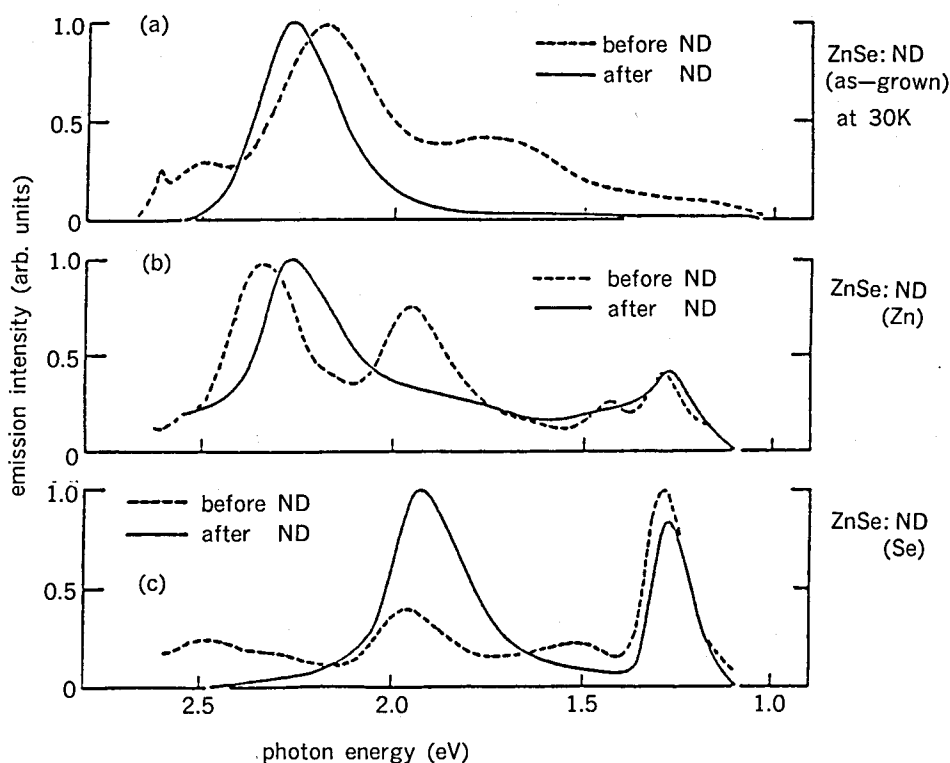 (a)
before ND
after ND
ZnSe: ND
(as-grown)
at 30K
1.0
0.5
0
(b)
before ND
after ND
ZnSe: ND
(Zn)
1.0
0.5
0
emission intensity (arb. units)
before ND
after ND
(c)
ZnSe: ND
(Se)
1.0
0.5
0
2.5
2.0
1.5
1.0
photon energy (eV)